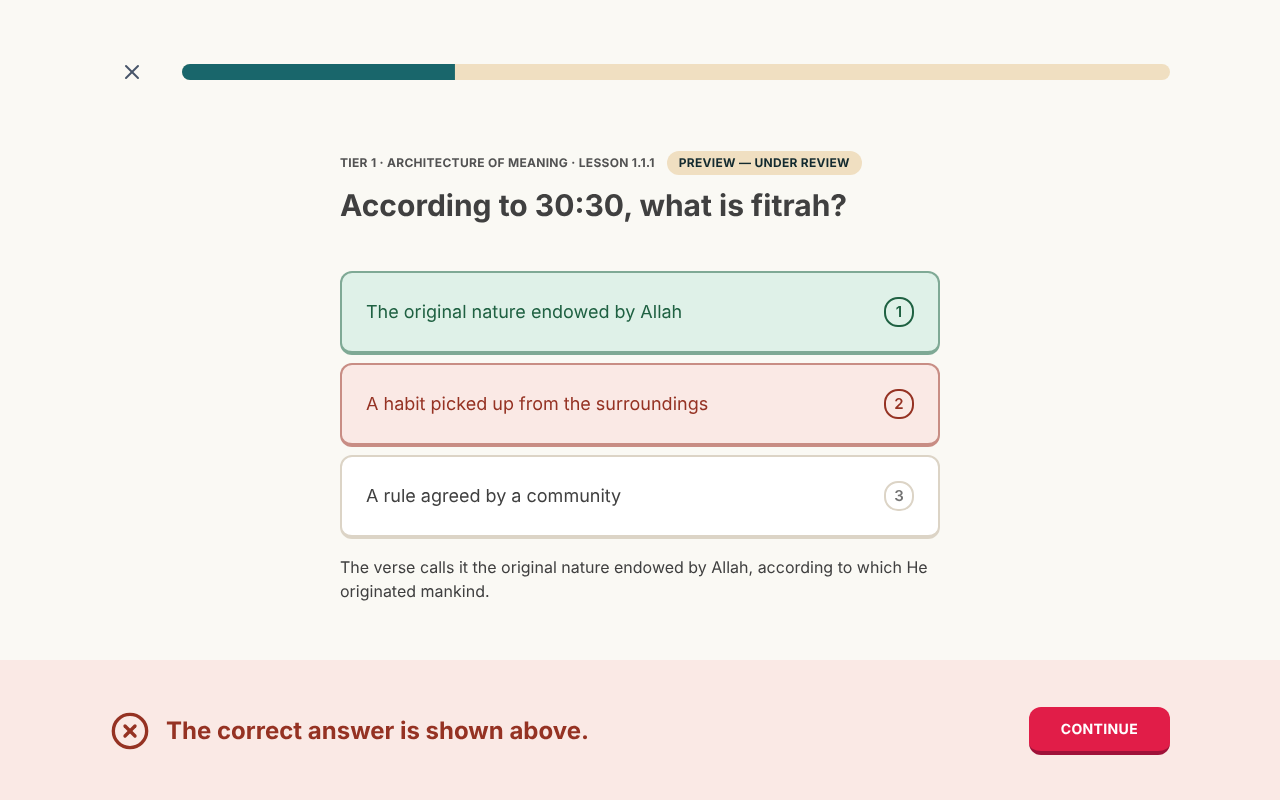 TIER 1 · ARCHITECTURE OF MEANING · LESSON 1.1.1 PREVIEW — UNDER REVIEW
According to 30:30, what is fitrah?
The original nature endowed by Allah 1
A habit picked up from the surroundings 2
A rule agreed by a community 3
The verse calls it the original nature endowed by Allah, according to which He
originated mankind.
The correct answer is shown above. CONTINUE